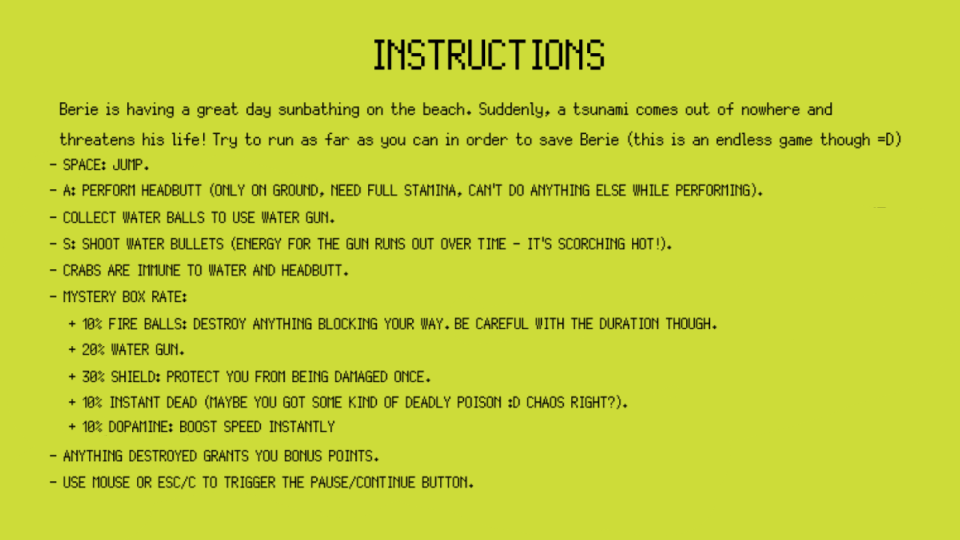 INSTRUCTIONS
Berie is having a great day sunbathing on the beach. Suddenly, a tsunami comes out of nowhere and
threatens his life! Try to run as far as you can in order to save Berie (this is an endless game though =D)
- SPACE: JUMP.
- A: PERFORM HEADBUTT (ONLY ON GROUND, NEED FULL STAMINA, CAN'T DO ANYTHING ELSE WHILE PERFORMING).
- COLLECT WATER BALLS TO USE WATER GUN.
- S: SHOOT WATER BULLETS (ENERGY FOR THE GUN RUNS OUT OVER TIME - IT'S SCORCHING HOT!).
- CRABS ARE IMMUNE TO WATER AND HEADBUTT.
- MYSTERY BOX RATE:
+ 10% FIRE BALLS: DESTROY ANYTHING BLOCKING YOUR WAY. BE CAREFUL WITH THE DURATION THOUGH.
+ 20% WATER GUN.
+ 30% SHIELD: PROTECT YOU FROM BEING DAMAGED ONCE.
+ 10% INSTANT DEAD (MAYBE YOU GOT SOME KIND OF DEADLY POISON :D CHAOS RIGHT?).
+ 10% DOPAMINE: BOOST SPEED INSTANTLY
- ANYTHING DESTROYED GRANTS YOU BONUS POINTS.
- USE MOUSE OR ESC/C TO TRIGGER THE PAUSE/CONTINUE BUTTON.